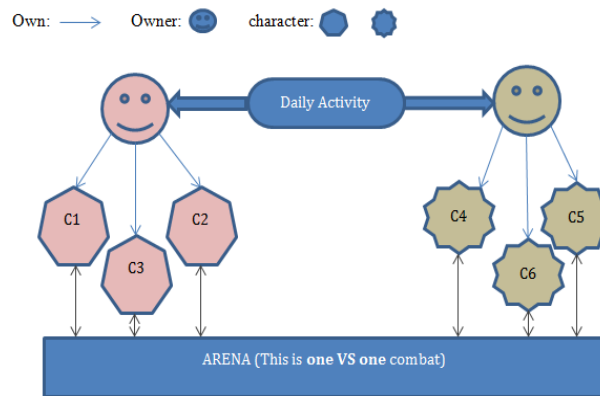 Own: Owner: character:
Daily Activity
C1 C2 C4 C5
C3 C6
ARENA (This is one VS one combat)